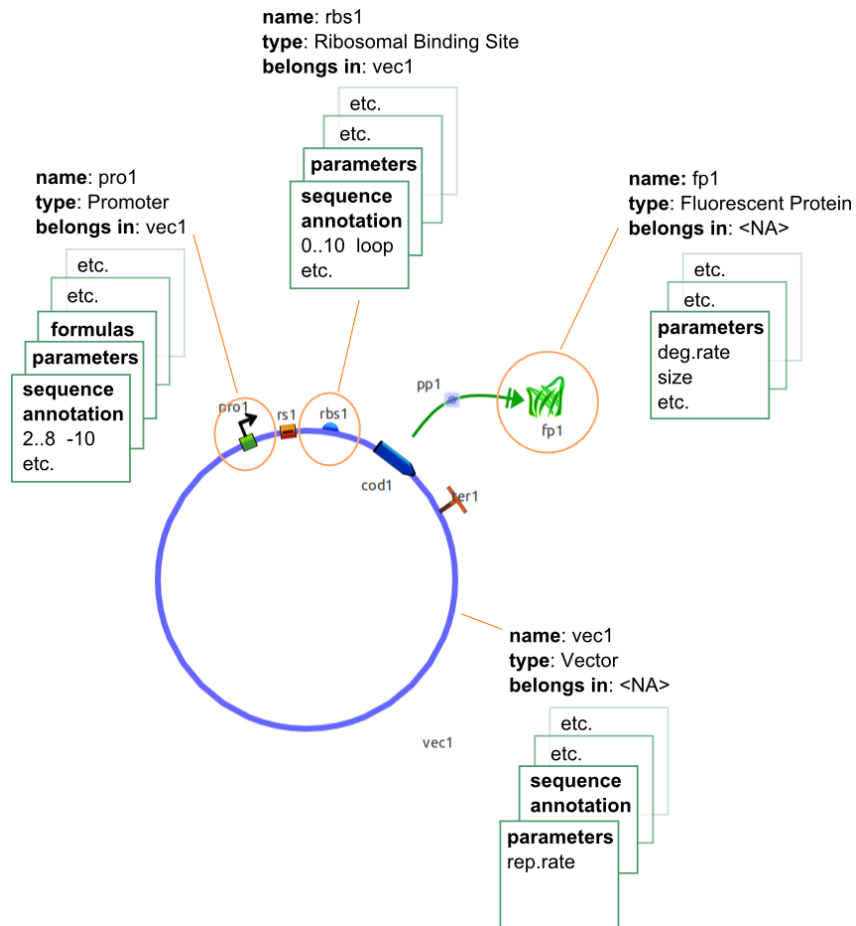 name: rbs1
type: Ribosomal Binding Site
belongs in: vec1
etc.
etc.
parameters
sequence
annotation
0..10 loop
etc.
name: pro1
type: Promoter
belongs in: vec1
etc.
etc.
formulas
parameters
sequence
annotation
2..8 -10
etc.
name: fp1
type: Fluorescent Protein
belongs in: <NA>
etc.
etc.
parameters
deg.rate
size
etc.
pro1
rs1
rbs1
pp1
fp1
cod1
ter1
name: vec1
type: Vector
belongs in: <NA>
vec1
etc.
etc.
sequence
annotation
parameters
rep.rate